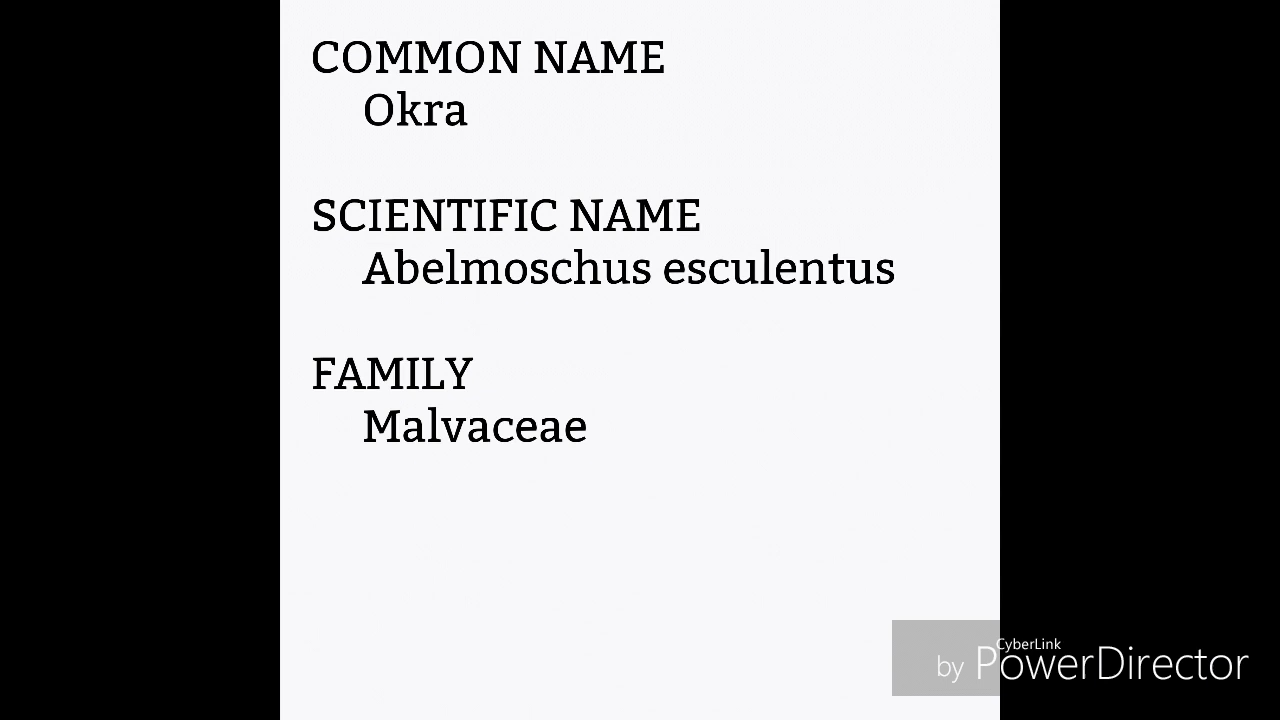 COMMON NAME
Okra
SCIENTIFIC NAME
Abelmoschus esculentus
FAMILY
Malvaceae
CyberLink
by PowerDirector